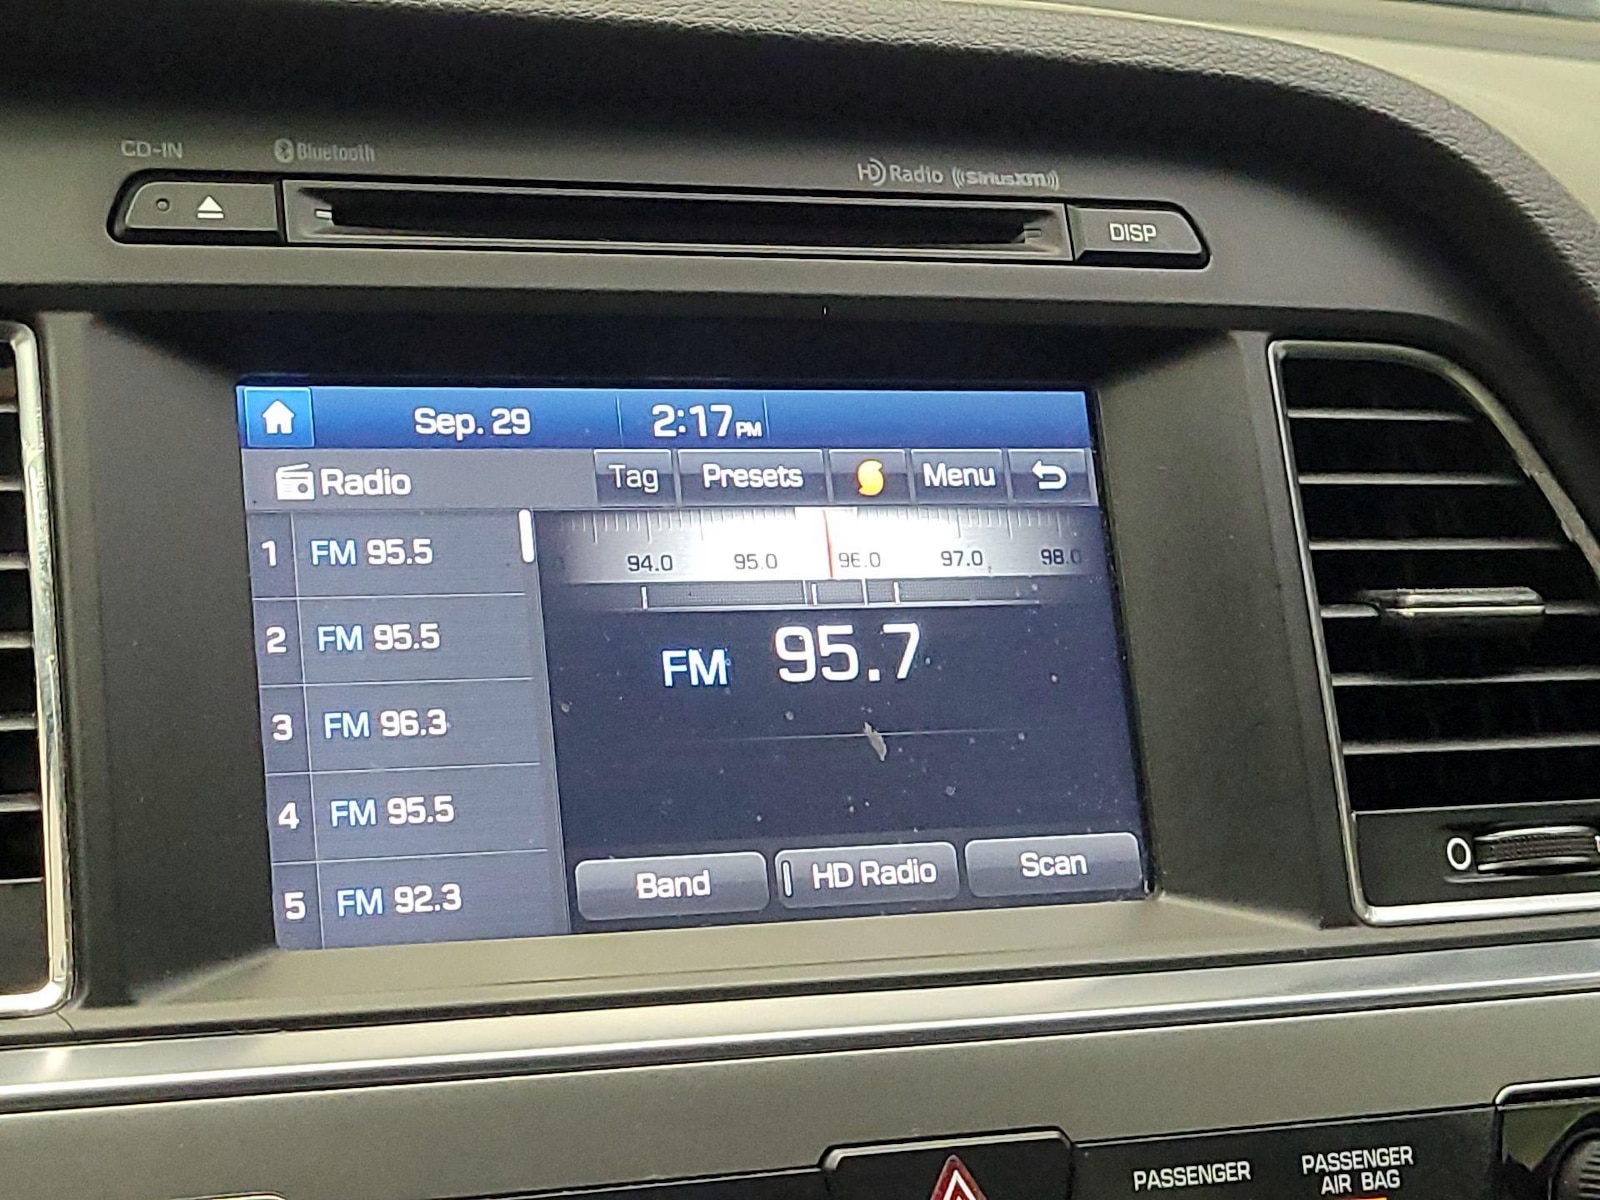 CD-IN
Bluetooth
HD Radio
((SiriusXM))
DISP
Sep. 29
2:17 PM
Radio
Tag
Presets
Menu
94.0 95.0 96.0 97.0 98.0
1 FM 95.5
2 FM 95.5
3 FM 96.3
4 FM 95.5
5 FM 92.3
FM 95.7
Band
HD Radio
Scan
O
PASSENGER
PASSENGER
AIR BAG